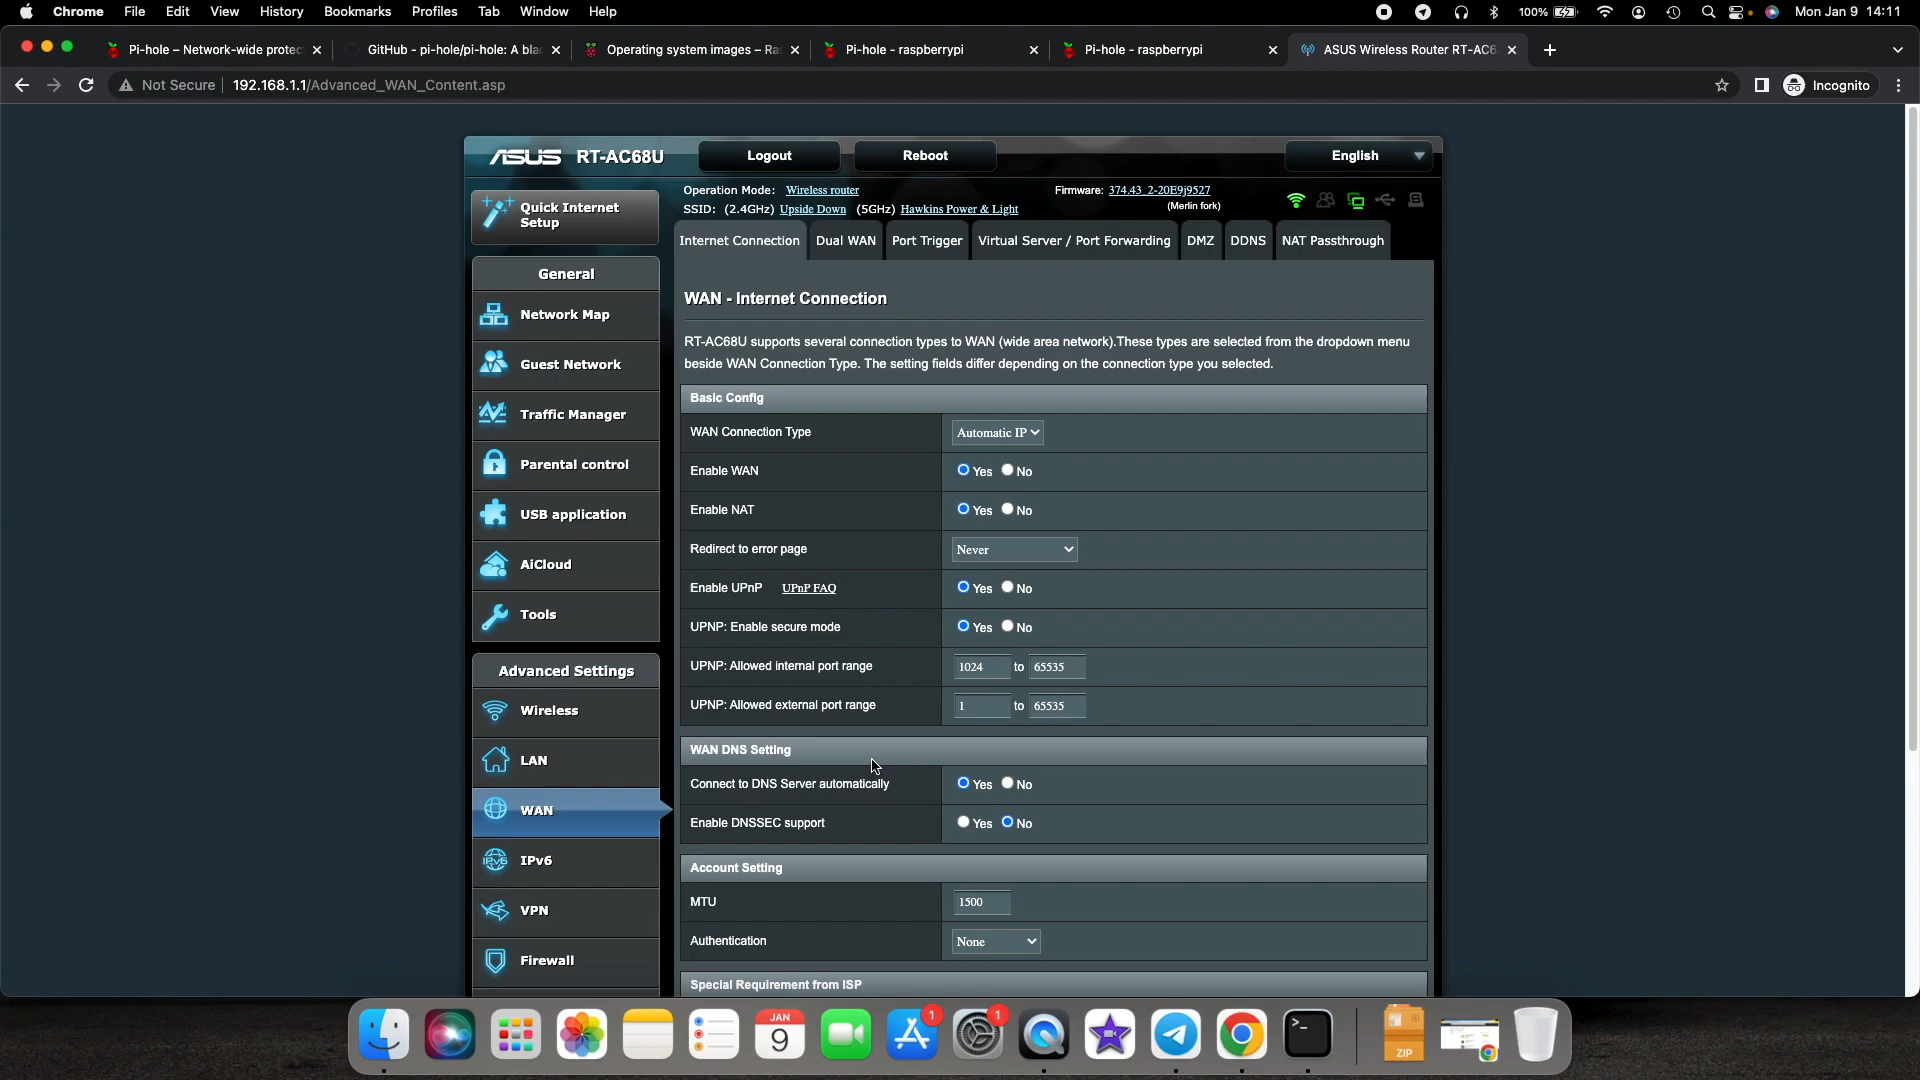 Chrome File Edit View History Bookmarks Profiles Tab Window Help 100% Mon Jan 9 14:11
Pi-hole – Network-wide protec GitHub - pi-hole/pi-hole: A bla Operating system images – Ra Pi-hole - raspberrypi Pi-hole - raspberrypi ASUS Wireless Router RT-AC6
Not Secure 192.168.1.1/Advanced_WAN_Content.asp Incognito
ASUS RT-AC68U Logout Reboot English
Operation Mode: Wireless router Firmware: 374.43_2-20E9j9527
(Merlin fork)
SSID: (2.4GHz) Upside Down (5GHz) Hawkins Power & Light
Quick Internet
Setup
General
Network Map
Guest Network
Traffic Manager
Parental control
USB application
AiCloud
Tools
Advanced Settings
Wireless
LAN
WAN
IPv6
IPv6
VPN
Firewall
Internet Connection Dual WAN Port Trigger Virtual Server / Port Forwarding DMZ DDNS NAT Passthrough
WAN - Internet Connection
RT-AC68U supports several connection types to WAN (wide area network).These types are selected from the dropdown menu
beside WAN Connection Type. The setting fields differ depending on the connection type you selected.
Basic Config
WAN Connection Type Automatic IP
Enable WAN Yes No
Enable NAT Yes No
Redirect to error page Never
Enable UPnP UPnP FAQ Yes No
UPNP: Enable secure mode Yes No
UPNP: Allowed internal port range 1024 to 65535
UPNP: Allowed external port range 1 to 65535
WAN DNS Setting
Connect to DNS Server automatically Yes No
Enable DNSSEC support Yes No
Account Setting
MTU 1500
Authentication None
Special Requirement from ISP
JAN
9
1
1
ZIP